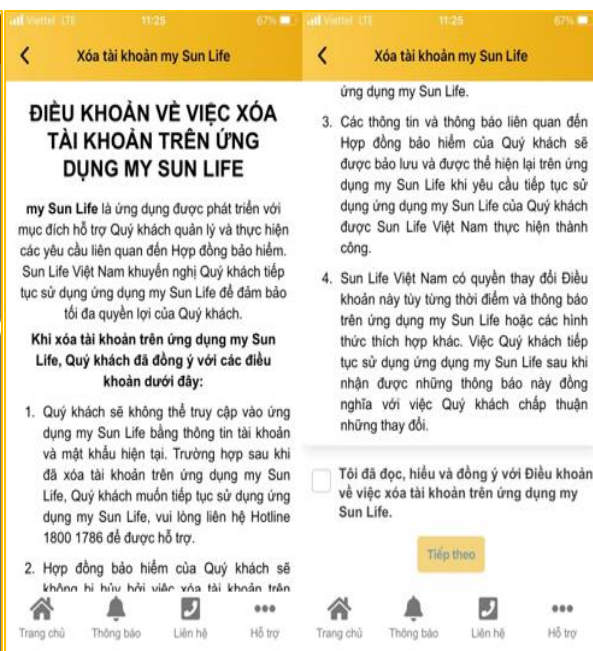 Viettel LTE 11:25 67%
Xóa tài khoản my Sun Life
ĐIỀU KHOẢN VỀ VIỆC XÓA
TÀI KHOẢN TRÊN ỨNG
DỤNG MY SUN LIFE
my Sun Life là ứng dụng được phát triển với
mục đích hỗ trợ Quý khách quản lý và thực hiện
các yêu cầu liên quan đến Hợp đồng bảo hiểm.
Sun Life Việt Nam khuyến nghị Quý khách tiếp
tục sử dụng ứng dụng my Sun Life để đảm bảo
tối đa quyền lợi của Quý khách.
Khi xóa tài khoản trên ứng dụng my Sun
Life, Quý khách đã đồng ý với các điều
khoản dưới đây:
1. Quý khách sẽ không thể truy cập vào ứng
dụng my Sun Life bằng thông tin tài khoản
và mật khẩu hiện tại. Trường hợp sau khi
đã xóa tài khoản trên ứng dụng my Sun
Life, Quý khách muốn tiếp tục sử dụng ứng
dụng my Sun Life, vui lòng liên hệ Hotline
1800 1786 để được hỗ trợ.
2. Hợp đồng bảo hiểm của Quý khách sẽ
không bị hủy bởi việc xóa tài khoản trên
Trang chủ Thông báo Liên hệ Hỗ trợ
Viettel LTE 11:25 67%
Xóa tài khoản my Sun Life
ứng dụng my Sun Life.
3. Các thông tin và thông báo liên quan đến
Hợp đồng bảo hiểm của Quý khách sẽ
được bảo lưu và được thể hiện lại trên ứng
dụng my Sun Life khi yêu cầu tiếp tục sử
dụng ứng dụng my Sun Life của Quý khách
được Sun Life Việt Nam thực hiện thành
công.
4. Sun Life Việt Nam có quyền thay đổi Điều
khoản này tùy từng thời điểm và thông báo
trên ứng dụng my Sun Life hoặc các hình
thức thích hợp khác. Việc Quý khách tiếp
tục sử dụng ứng dụng my Sun Life sau khi
nhận được những thông báo này đồng
nghĩa với việc Quý khách chấp thuận
những thay đổi.
Tôi đã đọc, hiểu và đồng ý với Điều khoản
về việc xóa tài khoản trên ứng dụng my
Sun Life.
Tiếp theo
Trang chủ Thông báo Liên hệ Hỗ trợ